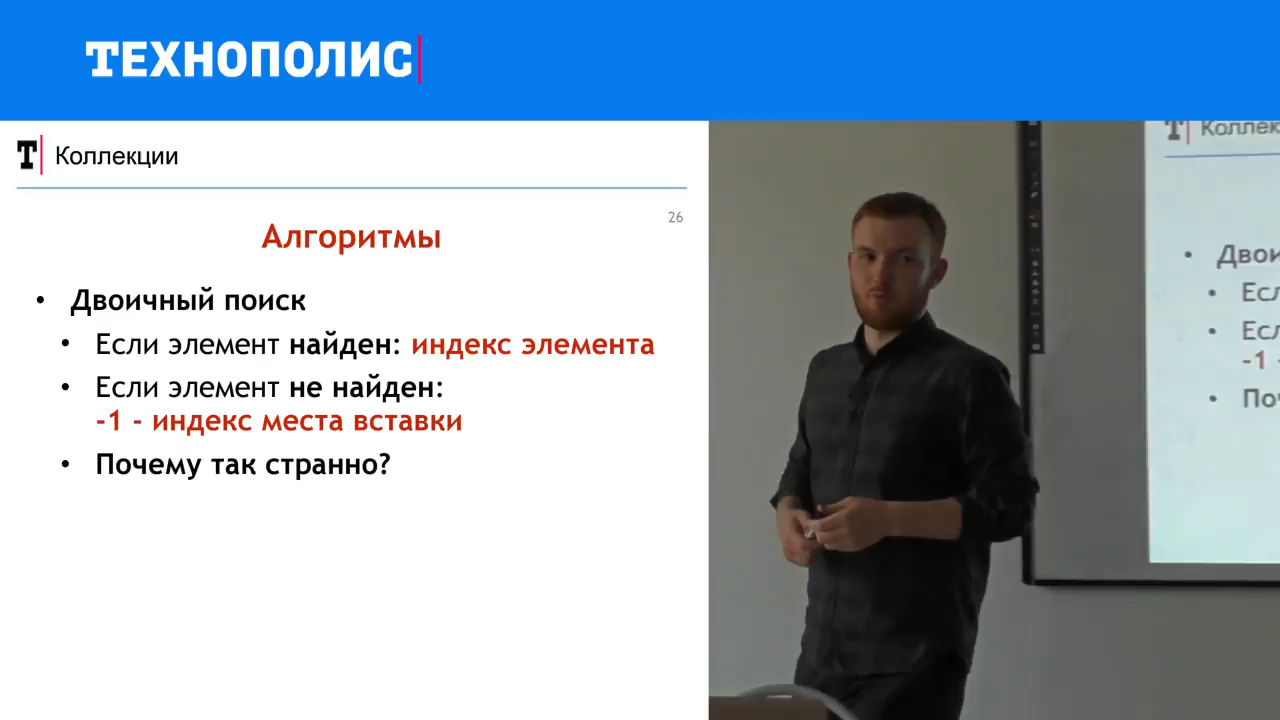 ТЕХНОПОЛИС
Т Коллекции
26
Алгоритмы
• Двоичный поиск
• Если элемент найден: индекс элемента
• Если элемент не найден:
-1 - индекс места вставки
• Почему так странно?
Т
• 
• 
• 
-1 -
•